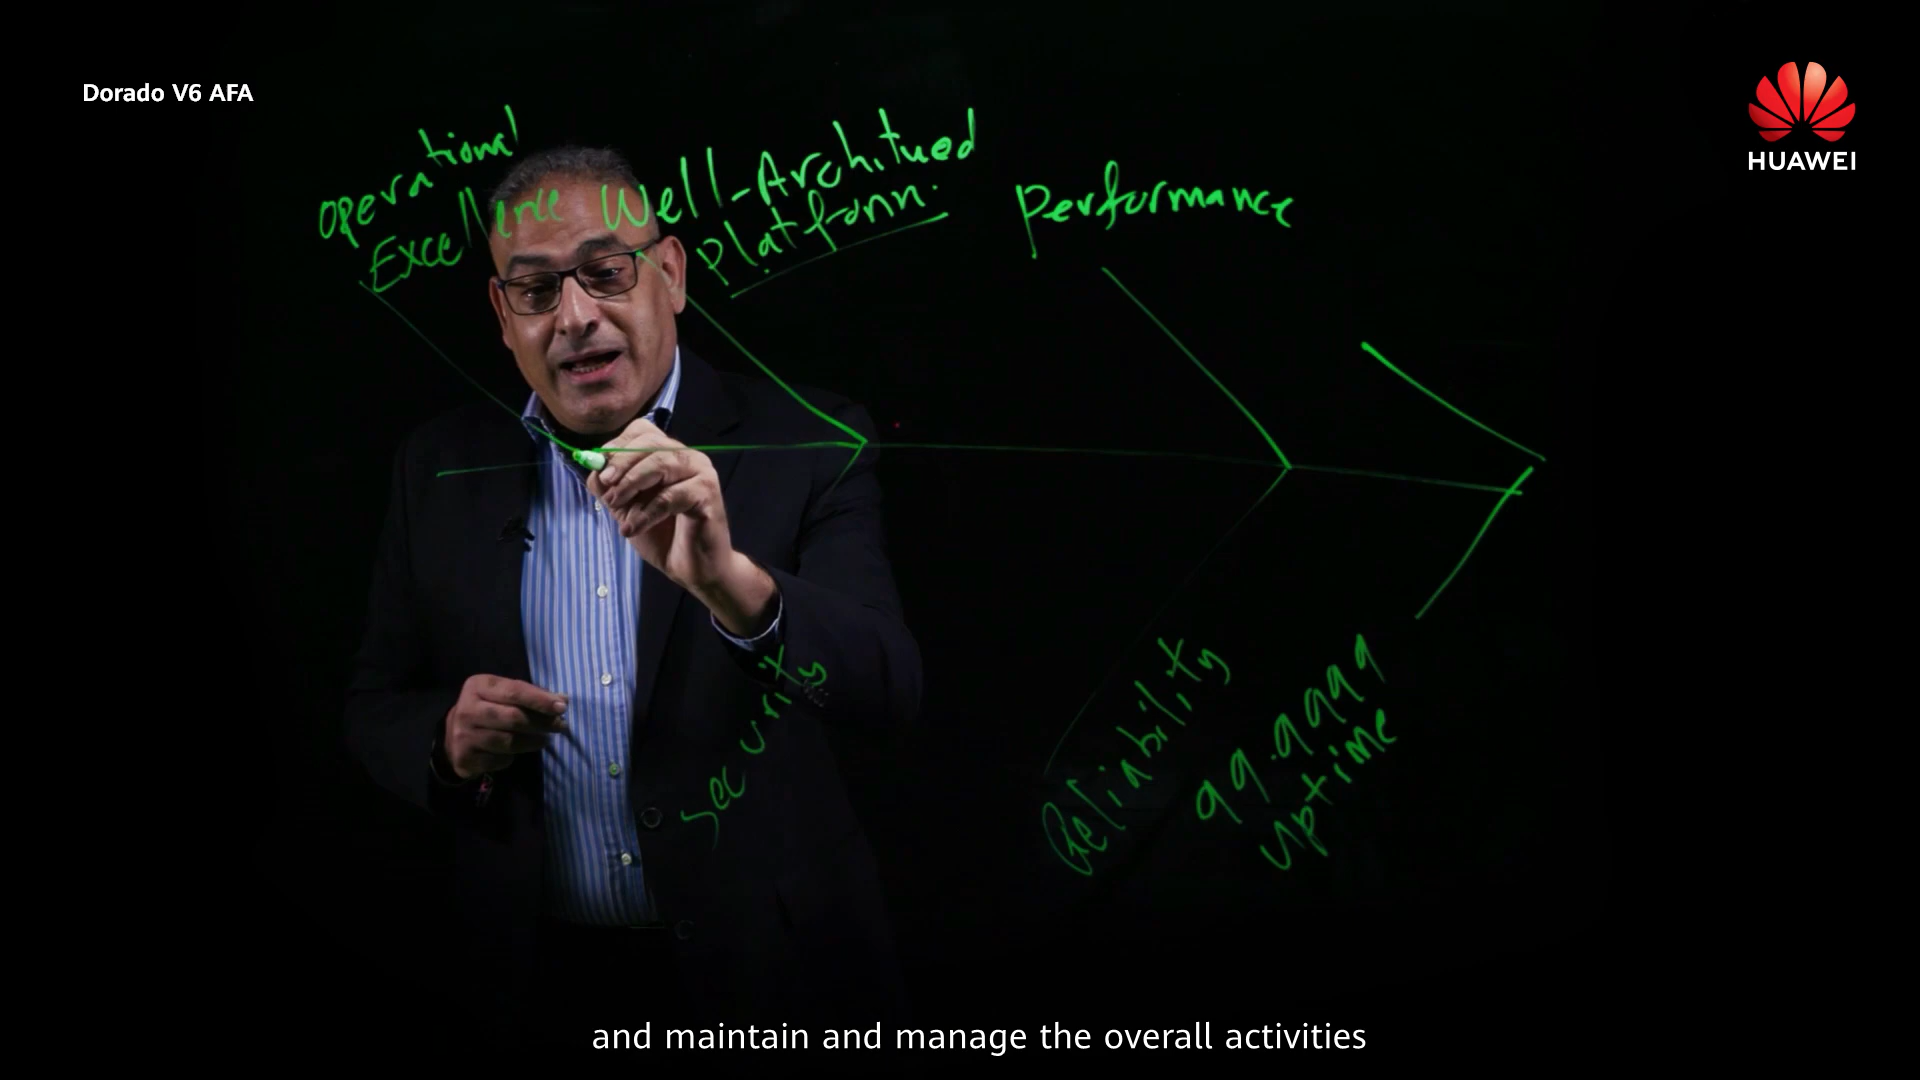 Dorado V6 AFA
HUAWEI
operational
Excellence
Well-Architued
Platform.
performance
security
Reliability
99.9999
uptime
and maintain and manage the overall activities